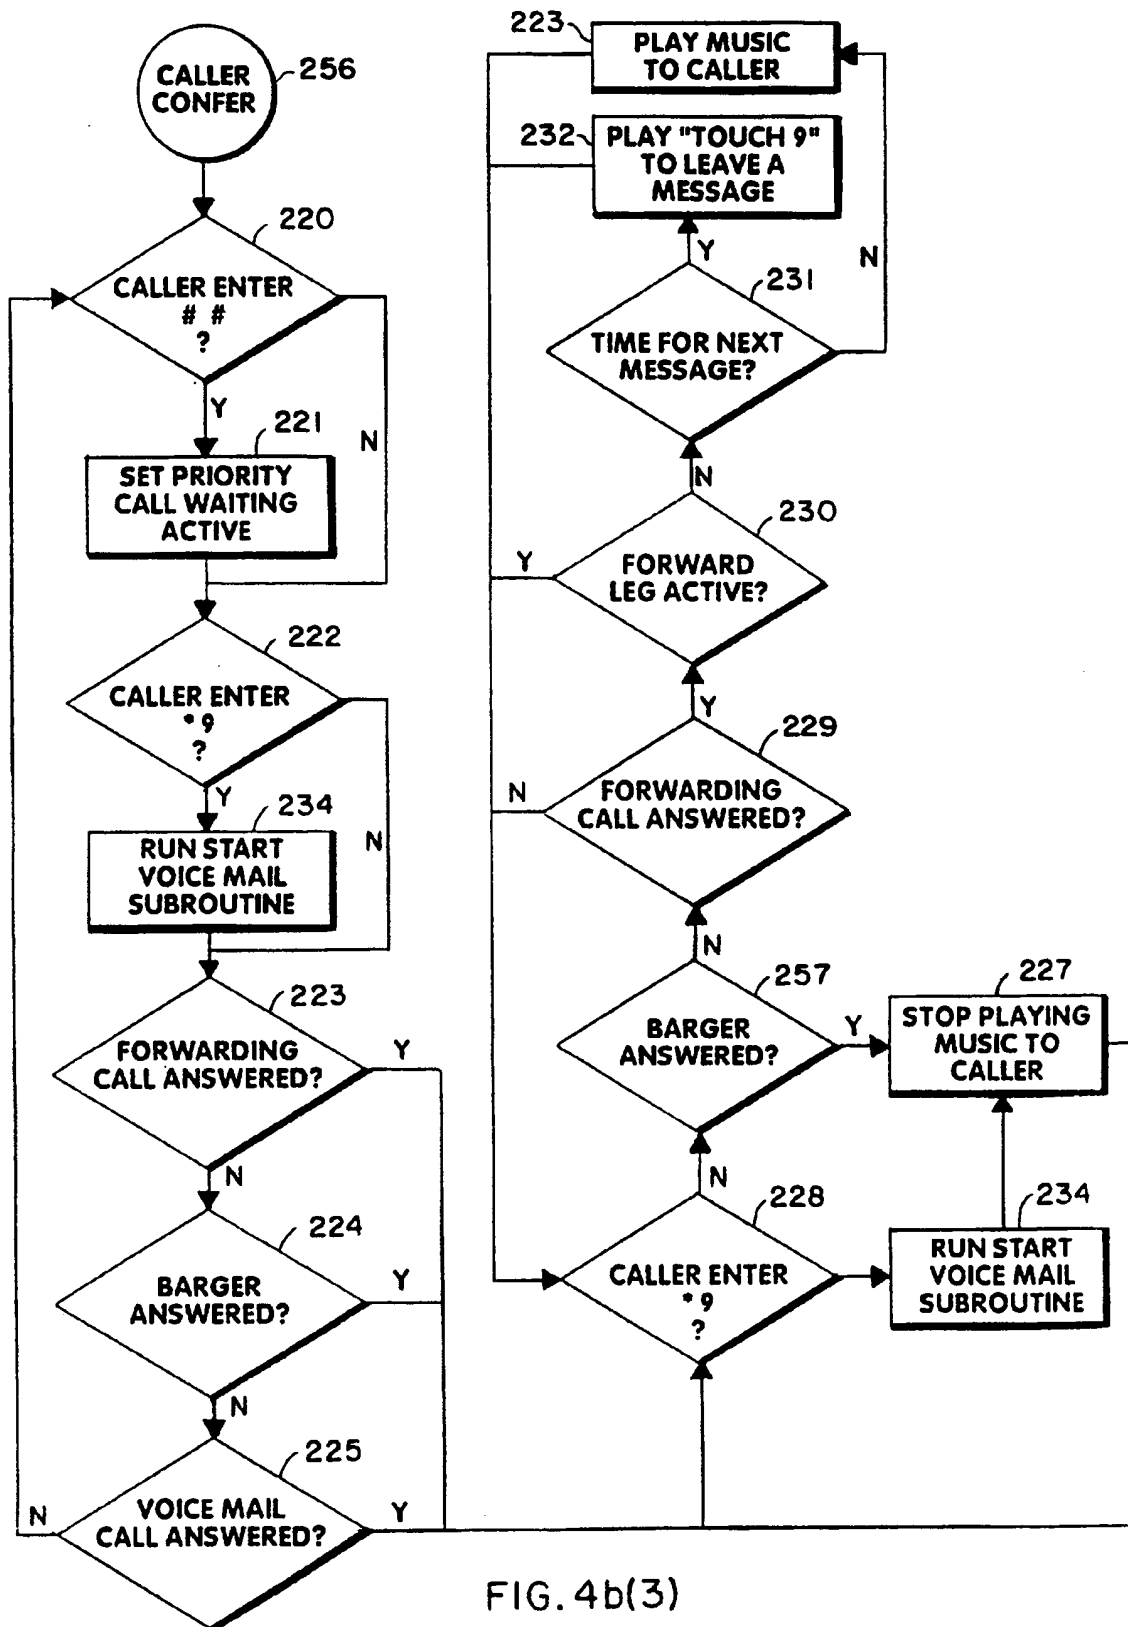 CALLER
CONFER
256
220
CALLER ENTER
# #
?
Y
N
221
SET PRIORITY
CALL WAITING
ACTIVE
222
CALLER ENTER
*9
?
Y
N
234
RUN START
VOICE MAIL
SUBROUTINE
223
FORWARDING
CALL ANSWERED?
Y
N
224
BARGER
ANSWERED?
Y
N
225
VOICE MAIL
CALL ANSWERED?
N
Y
223
PLAY MUSIC
TO CALLER
232
PLAY "TOUCH 9"
TO LEAVE A
MESSAGE
Y
N
231
TIME FOR NEXT
MESSAGE?
N
230
FORWARD
LEG ACTIVE?
Y
Y
229
FORWARDING
CALL ANSWERED?
N
N
257
BARGER
ANSWERED?
Y
227
STOP PLAYING
MUSIC TO
CALLER
N
228
CALLER ENTER
*9
?
234
RUN START
VOICE MAIL
SUBROUTINE
FIG. 4b(3)